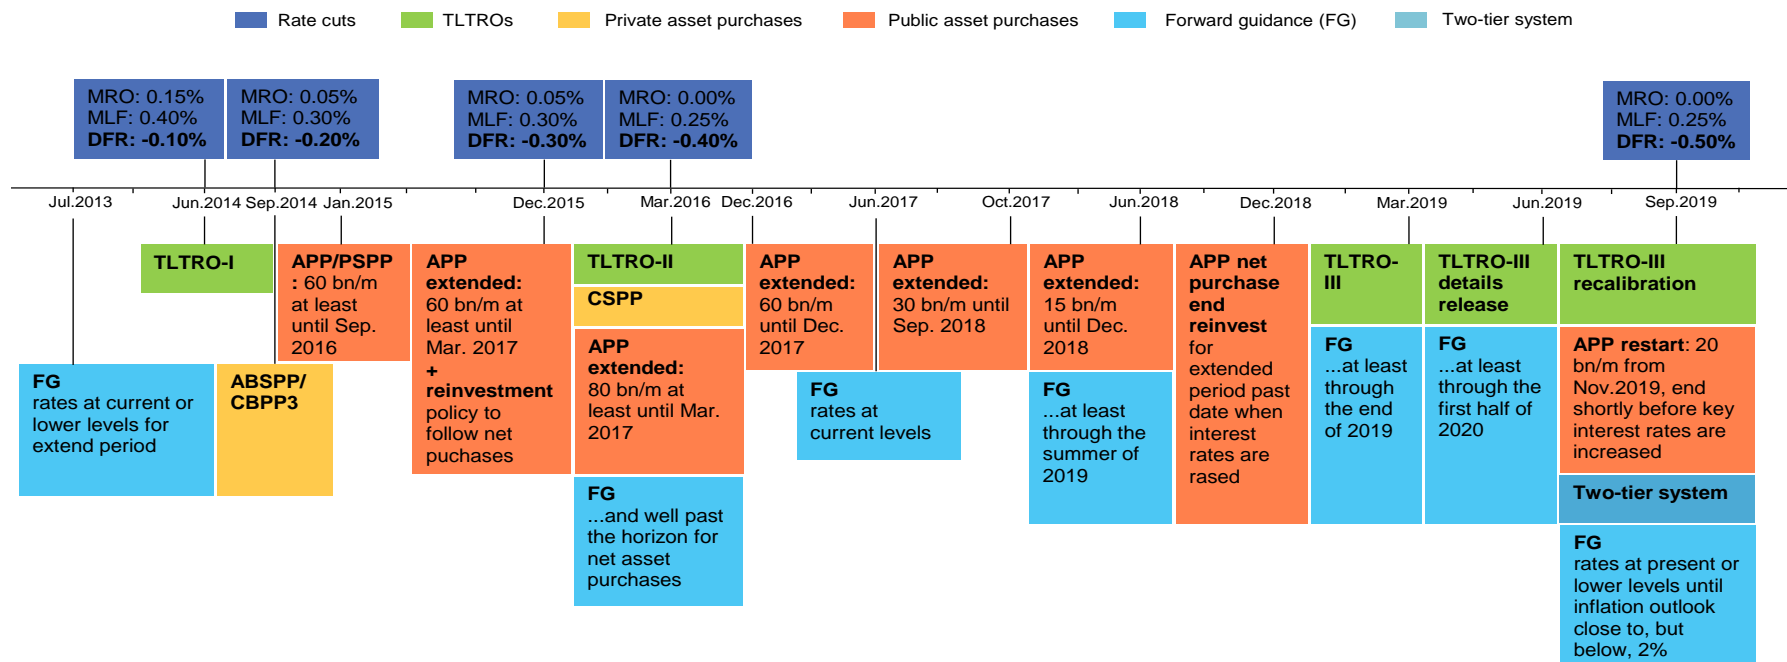 Rate cuts
TLTROs
Private asset purchases
Public asset purchases
Forward guidance (FG)
Two-tier system
MRO: 0.15%
MLF: 0.40%
DFR: -0.10%
MRO: 0.05%
MLF: 0.30%
DFR: -0.20%
MRO: 0.05%
MLF: 0.30%
DFR: -0.30%
MRO: 0.00%
MLF: 0.25%
DFR: -0.40%
MRO: 0.00%
MLF: 0.25%
DFR: -0.50%
Jul.2013
Jun.2014
Sep.2014
Jan.2015
Dec.2015
Mar.2016
Dec.2016
Jun.2017
Oct.2017
Jun.2018
Dec.2018
Mar.2019
Jun.2019
Sep.2019
FG
rates at current or
lower levels for
extend period
TLTRO-I
ABSPP/
CBPP3
APP/PSPP
: 60 bn/m
at least
until Sep.
2016
APP
extended:
60 bn/m at
least until
Mar. 2017
+
reinvestment
policy to
follow net
puchases
TLTRO-II
CSPP
APP
extended:
80 bn/m at
least until Mar.
2017
FG
...and well past
the horizon for
net asset
purchases
APP
extended:
60 bn/m
until Dec.
2017
FG
rates at
current levels
APP
extended:
30 bn/m until
Sep. 2018
APP
extended:
15 bn/m
until Dec.
2018
FG
...at least
through the
summer of
2019
APP net
purchase
end
reinvest
for
extended
period past
date when
interest
rates are
rased
TLTRO-
III
FG
...at least
through
the end
of 2019
TLTRO-III
details
release
FG
...at least
through the
first half of
2020
TLTRO-III
recalibration
APP restart: 20
bn/m from
Nov.2019, end
shortly before key
interest rates are
increased
Two-tier system
FG
rates at present or
lower levels until
inflation outlook
close to, but
below, 2%